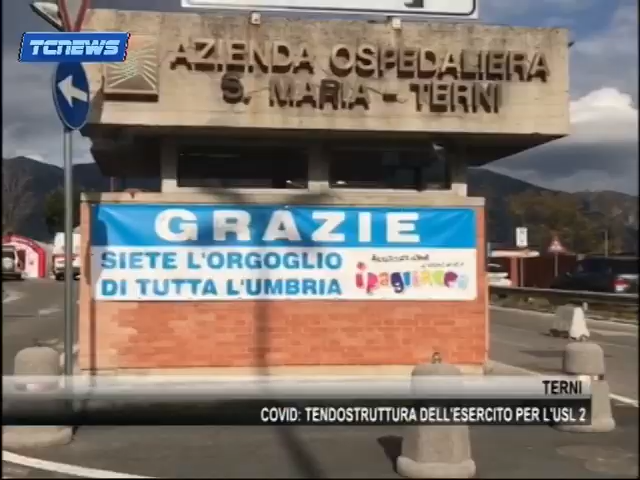 TCNEWS
AZIENDA OSPEDALIERA
S. MARIA - TERNI
GRAZIE
SIETE L'ORGOGLIO
DI TUTTA L'UMBRIA
i pagliacci
TERNI
COVID: TENDOSTRUTTURA DELL'ESERCITO PER L'USL 2